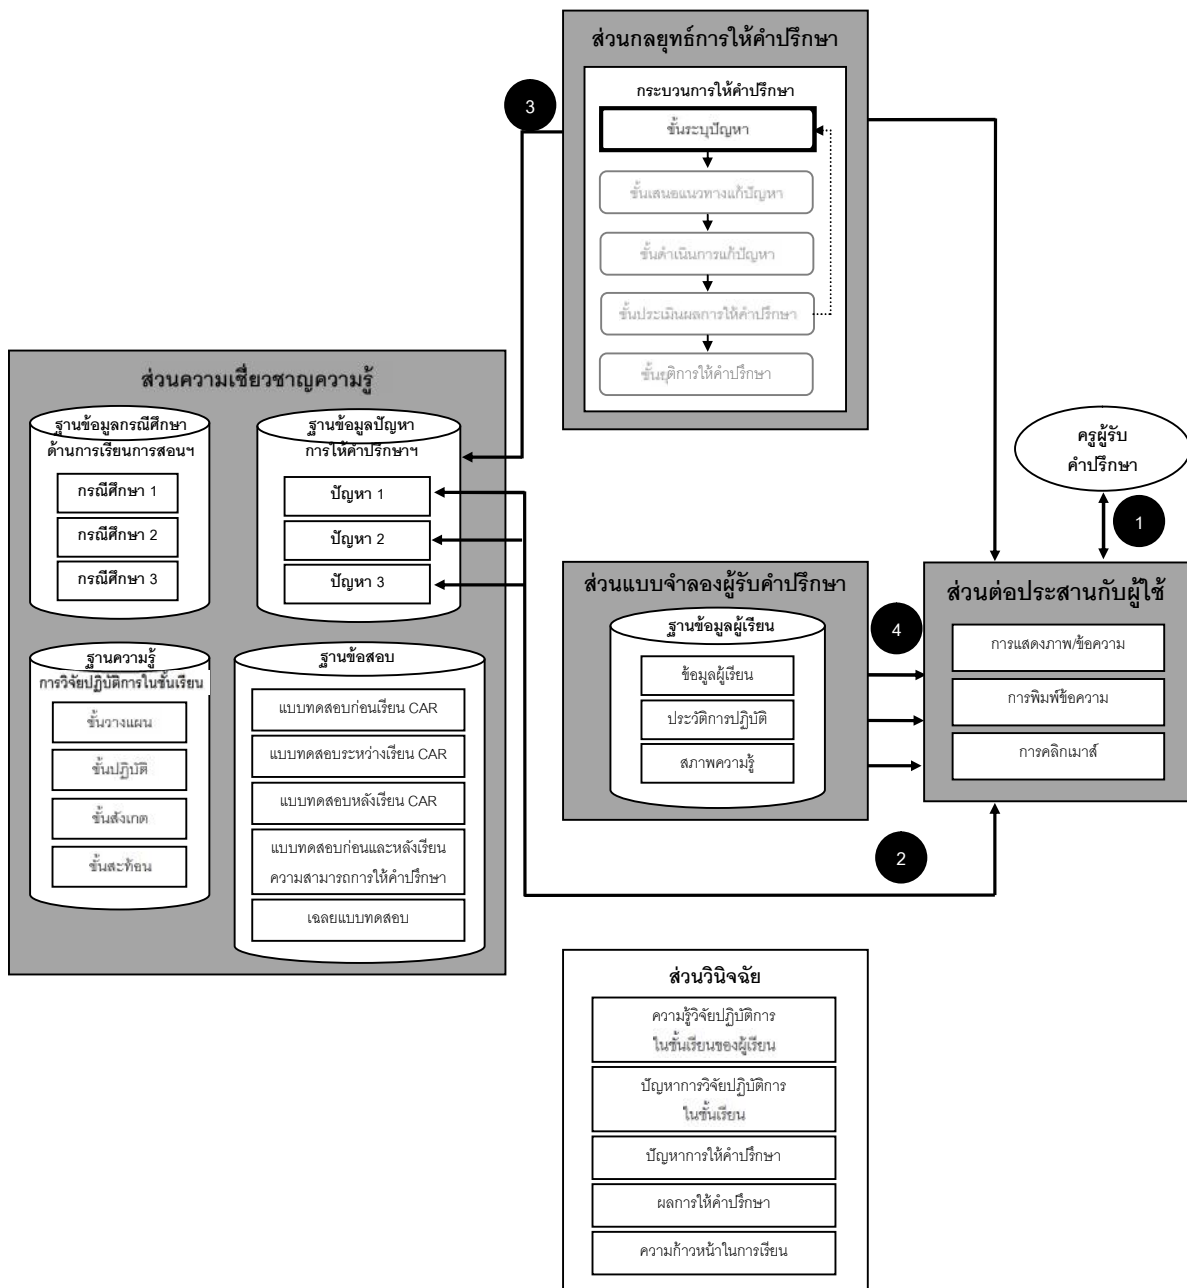 ส่วนกลยุทธ์การให้คำปรึกษา
กระบวนการให้คำปรึกษา
3
ขั้นระบุปัญหา
ขั้นเสนอแนวทางแก้ปัญหา
ขั้นดำเนินการแก้ปัญหา
ขั้นประเมินผลการให้คำปรึกษา
ขั้นยุติการให้คำปรึกษา
ส่วนความเชี่ยวชาญความรู้
ฐานข้อมูลกรณีศึกษา
ด้านการเรียนการสอนฯ
กรณีศึกษา 1
กรณีศึกษา 2
กรณีศึกษา 3
ฐานข้อมูลปัญหา
การให้คำปรึกษาฯ
ปัญหา 1
ปัญหา 2
ปัญหา 3
ฐานความรู้
การวิจัยปฏิบัติการในชั้นเรียน
ขั้นวางแผน
ขั้นปฏิบัติ
ขั้นสังเกต
ขั้นสะท้อน
ฐานข้อสอบ
แบบทดสอบก่อนเรียน CAR
แบบทดสอบระหว่างเรียน CAR
แบบทดสอบหลังเรียน CAR
แบบทดสอบก่อนและหลังเรียน
ความสามารถการให้คำปรึกษา
เฉลยแบบทดสอบ
ครูผู้รับ
คำปรึกษา
1
ส่วนแบบจำลองผู้รับคำปรึกษา
ฐานข้อมูลผู้เรียน
ข้อมูลผู้เรียน
ประวัติการปฏิบัติ
สภาพความรู้
4
ส่วนต่อประสานกับผู้ใช้
การแสดงภาพ/ข้อความ
การพิมพ์ข้อความ
การคลิกเมาส์
2
ส่วนวินิจฉัย
ความรู้วิจัยปฏิบัติการ
ในชั้นเรียนของผู้เรียน
ปัญหาการวิจัยปฏิบัติการ
ในชั้นเรียน
ปัญหาการให้คำปรึกษา
ผลการให้คำปรึกษา
ความก้าวหน้าในการเรียน